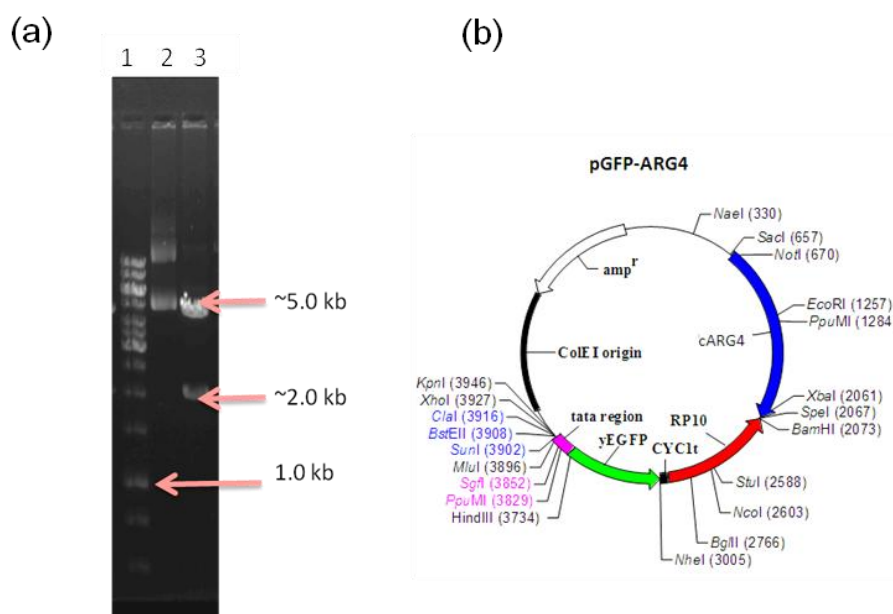 (a)
1 2 3
~5.0 kb
~2.0 kb
1.0 kb
(b)
pGFP-ARG4
NaeI (330)
SacI (657)
NotI (670)
EcoRI (1257)
PpuMI (1284)
cARG4
XbaI (2061)
SpeI (2067)
BamHI (2073)
RP10
StuI (2588)
NcoI (2603)
BglII (2766)
NheI (3005)
CYC1t
yEGFP
tata region
HindIII (3734)
PpuMI (3829)
SgfI (3852)
MluI (3896)
SunI (3902)
BstEII (3908)
ClaI (3916)
XhoI (3927)
KpnI (3946)
ColEI origin
amp r